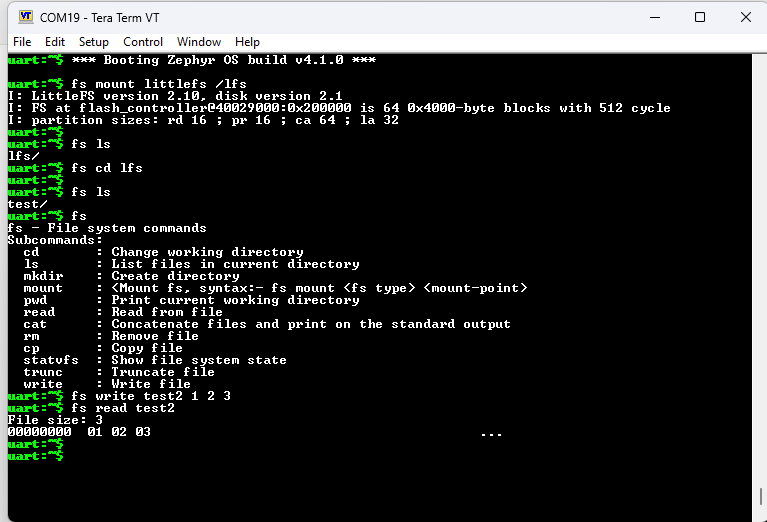 COM19 - Tera Term VT
File Edit Setup Control Window Help
uart:~$ *** Booting Zephyr OS build v4.1.0 ***
uart:~$ fs mount littlefs /lfs
I: LittleFS version 2.10, disk version 2.1
I: FS at flash_controller@40029000:0x200000 is 64 0x4000-byte blocks with 512 cycle
I: partition sizes: rd 16 ; pr 16 ; ca 64 ; la 32
uart:~$
uart:~$ fs ls
lfs/
uart:~$ fs cd lfs
uart:~$
uart:~$ fs ls
test/
uart:~$ fs
fs - File system commands
Subcommands:
cd : Change working directory
ls : List files in current directory
mkdir : Create directory
mount : <Mount fs, syntax:- fs mount <fs type> <mount-point>
pwd : Print current working directory
read : Read from file
cat : Concatenate files and print on the standard output
rm : Remove file
cp : Copy file
statvfs : Show file system state
trunc : Truncate file
write : Write file
uart:~$ fs write test2 1 2 3
uart:~$ fs read test2
File size: 3
00000000 01 02 03 ...
uart:~$
uart:~$